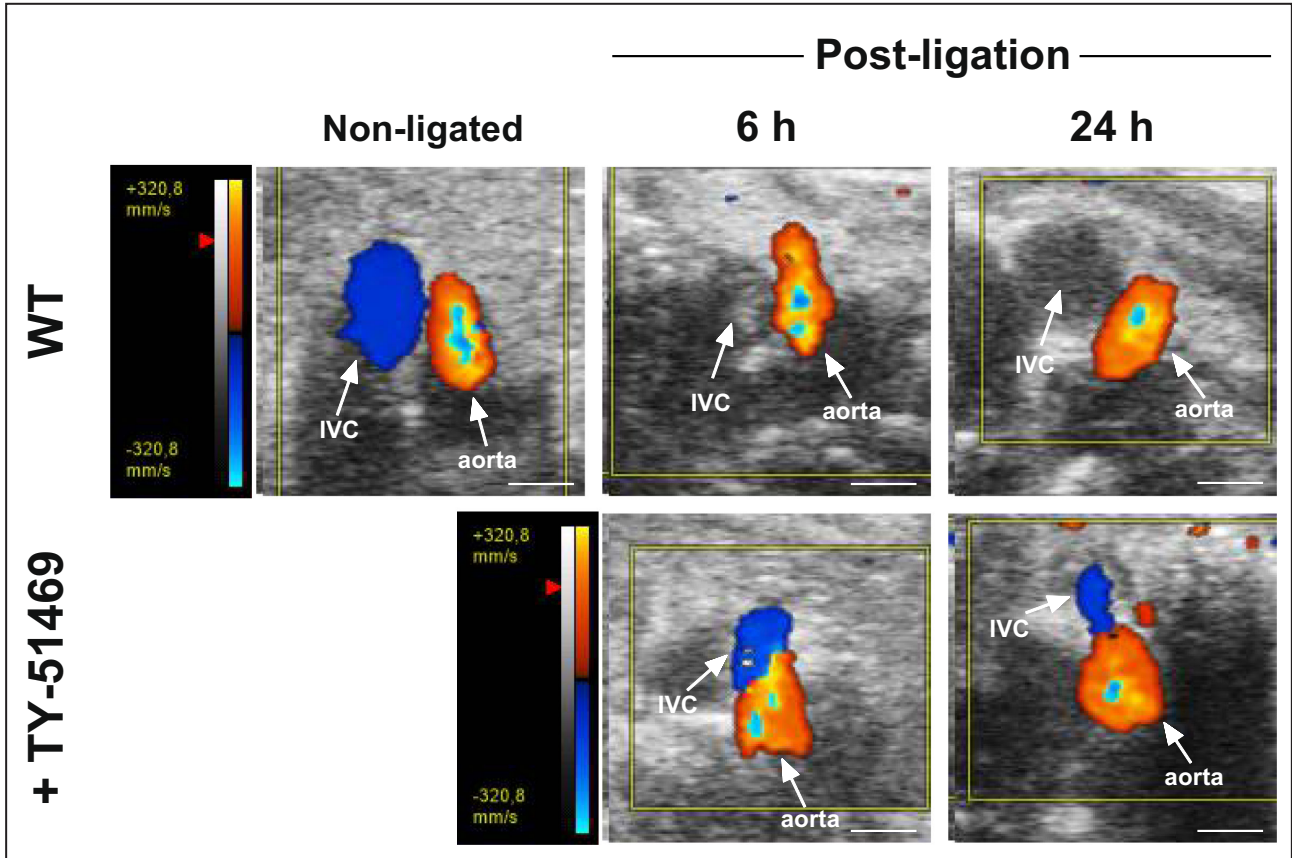 Post-ligation
Non-ligated
6 h
24 h
WT
+320,8
mm/s
-320,8
mm/s
IVC
aorta
IVC
aorta
IVC
aorta
+ TY-51469
+320,8
mm/s
-320,8
mm/s
IVC
aorta
IVC
aorta